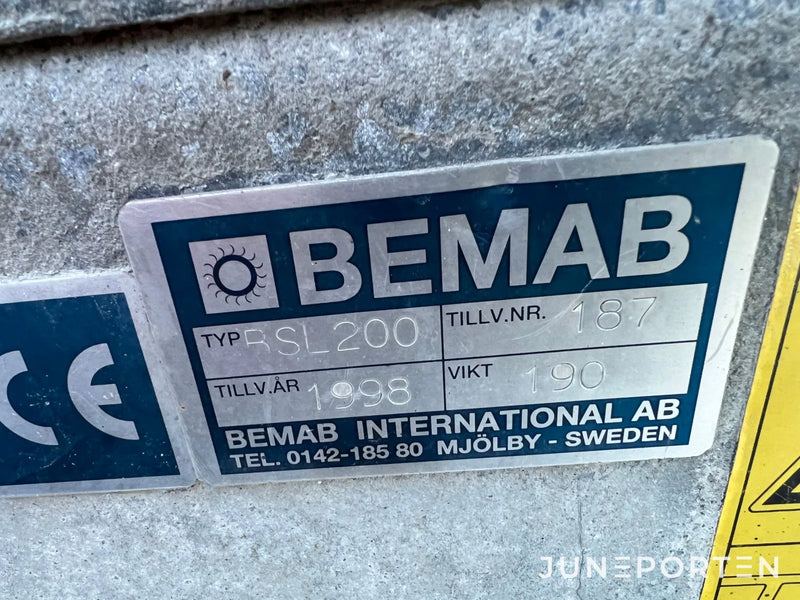 BEMAB
TYP BSL200 TILLV.NR. 187
TILLV.ÅR 1998 VIKT 190
BEMAB INTERNATIONAL AB
TEL. 0142-185 80 MJÖLBY - SWEDEN
CE
JUNEPORTEN